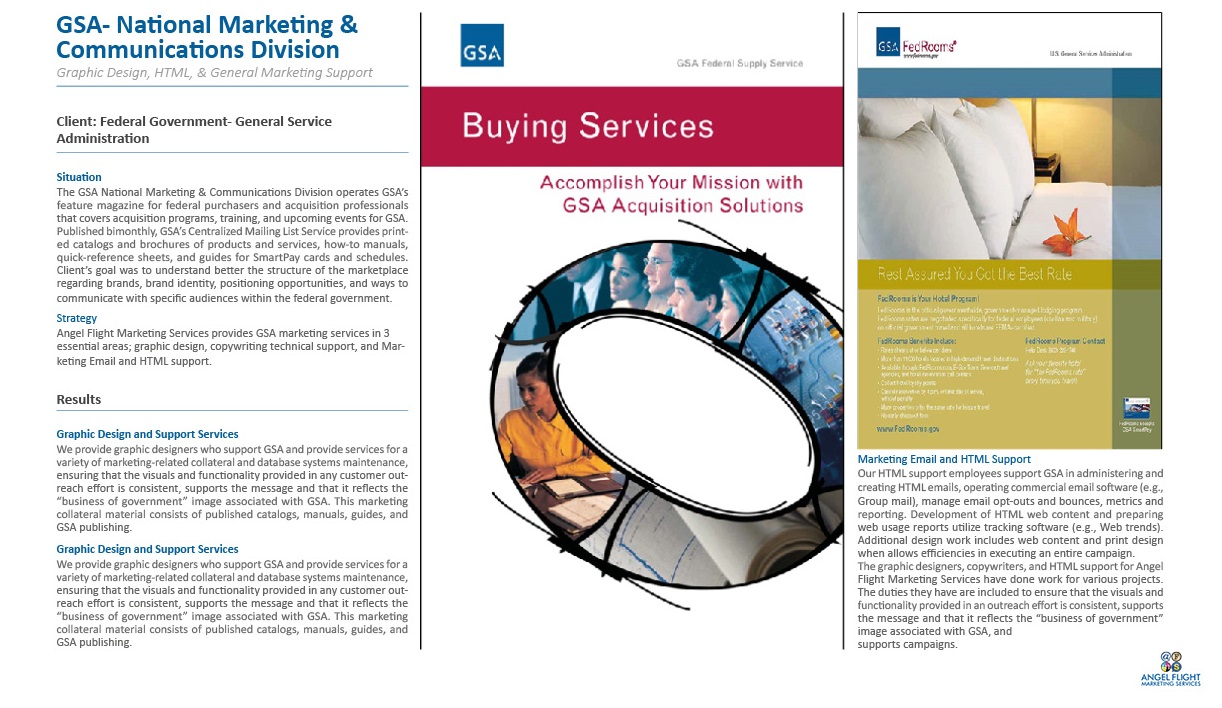 GSA- National Marketing &
Communications Division
Graphic Design, HTML, & General Marketing Support
Client: Federal Government- General Service
Administration
Situation
The GSA National Marketing & Communications Division operates GSA's
feature magazine for federal purchasers and acquisition professionals
that covers acquisition programs, training, and upcoming events for GSA.
Published bimonthly, GSA's Centralized Mailing List Service provides print-
ed catalogs and brochures of products and services, how-to manuals,
quick-reference sheets, and guides for SmartPay cards and schedules.
Client's goal was to understand better the structure of the marketplace
regarding brands, brand identity, positioning opportunities, and ways to
communicate with specific audiences within the federal government.
Strategy
Angel Flight Marketing Services provides GSA marketing services in 3
essential areas; graphic design, copywriting technical support, and Mar-
keting Email and HTML support.
Results
Graphic Design and Support Services
We provide graphic designers who support GSA and provide services for a
variety of marketing-related collateral and database systems maintenance,
ensuring that the visuals and functionality provided in any customer out-
reach effort is consistent, supports the message and that it reflects the
"business of government" image associated with GSA. This marketing
collateral material consists of published catalogs, manuals, guides, and
GSA publishing.
Graphic Design and Support Services
We provide graphic designers who support GSA and provide services for a
variety of marketing-related collateral and database systems maintenance,
ensuring that the visuals and functionality provided in any customer out-
reach effort is consistent, supports the message and that it reflects the
"business of government" image associated with GSA. This marketing
collateral material consists of published catalogs, manuals, guides, and
GSA publishing.
GSA
GSA Federal Supply Service
Buying Services
Accomplish Your Mission with
GSA Acquisition Solutions
GSA FedRooms
U.S. General Services Administration
Rest Assured You Got the Best Rate
FedRooms is Your Hotel Program!
FedRooms Benefits Include:
FedRooms Program Contact
www.FedRooms.gov
Marketing Email and HTML Support
Our HTML support employees support GSA in administering and
creating HTML emails, operating commercial email software (e.g.,
Group mail), manage email opt-outs and bounces, metrics and
reporting. Development of HTML web content and preparing
web usage reports utilize tracking software (e.g., Web trends).
Additional design work includes web content and print design
when allows efficiencies in executing an entire campaign.
The graphic designers, copywriters, and HTML support for Angel
Flight Marketing Services have done work for various projects.
The duties they have are included to ensure that the visuals and
functionality provided in an outreach effort is consistent, supports
the message and that it reflects the "business of government"
image associated with GSA, and
supports campaigns.
ANGEL FLIGHT
MARKETING SERVICES